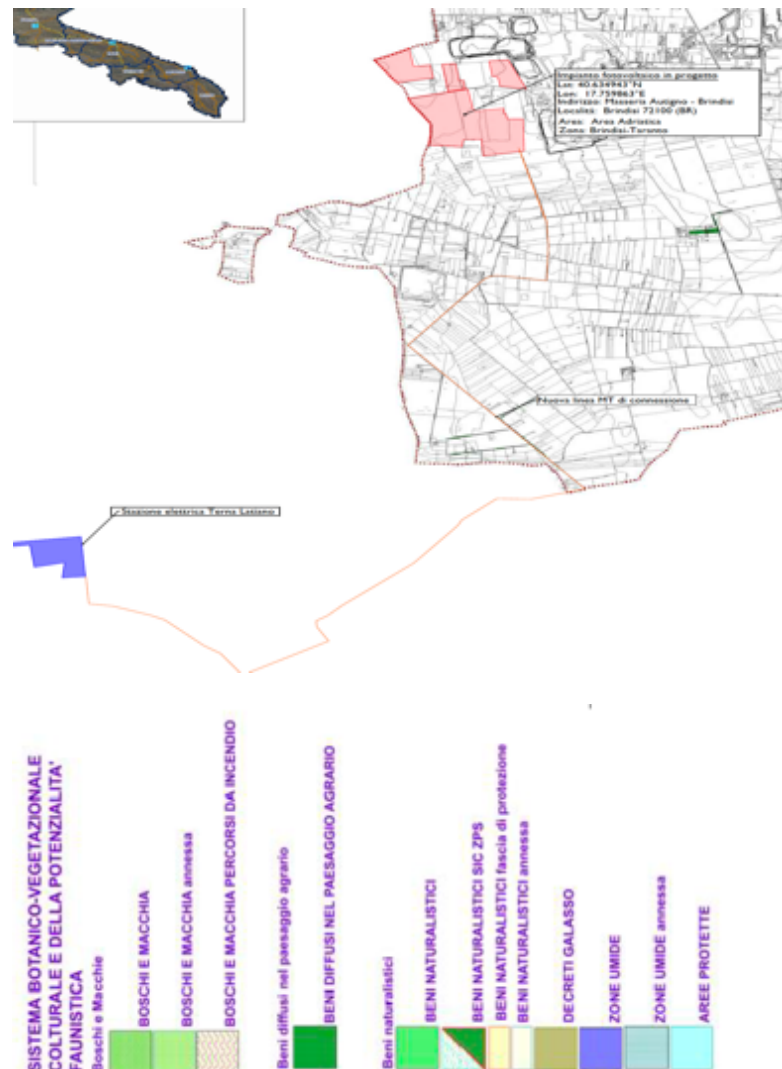 Impianto fotovoltaico in progetto
Lat: 40.634943°N
Lon: 17.759863°E
Indirizzo: Masseria Autigno - Brindisi
Località: Brindisi 72100 (BR)
Area: Area Adriatica
Zona: Brindisi-Taranto
Nuova linea MT di connessione
Stazione elettrica Terna Latiano
SISTEMA BOTANICO-VEGETAZIONALE
COLTURALE E DELLA POTENZIALITA'
FAUNISTICA
Boschi e Macchie
BOSCHI E MACCHIA
BOSCHI E MACCHIA annessa
BOSCHI E MACCHIA PERCORSI DA INCENDIO
Beni diffusi nel paesaggio agrario
BENI DIFFUSI NEL PAESAGGIO AGRARIO
Beni naturalistici
BENI NATURALISTICI
BENI NATURALISTICI SIC ZPS
BENI NATURALISTICI fascia di protezione
BENI NATURALISTICI annessa
DECRETI GALASSO
ZONE UMIDE
ZONE UMIDE annessa
AREE PROTETTE